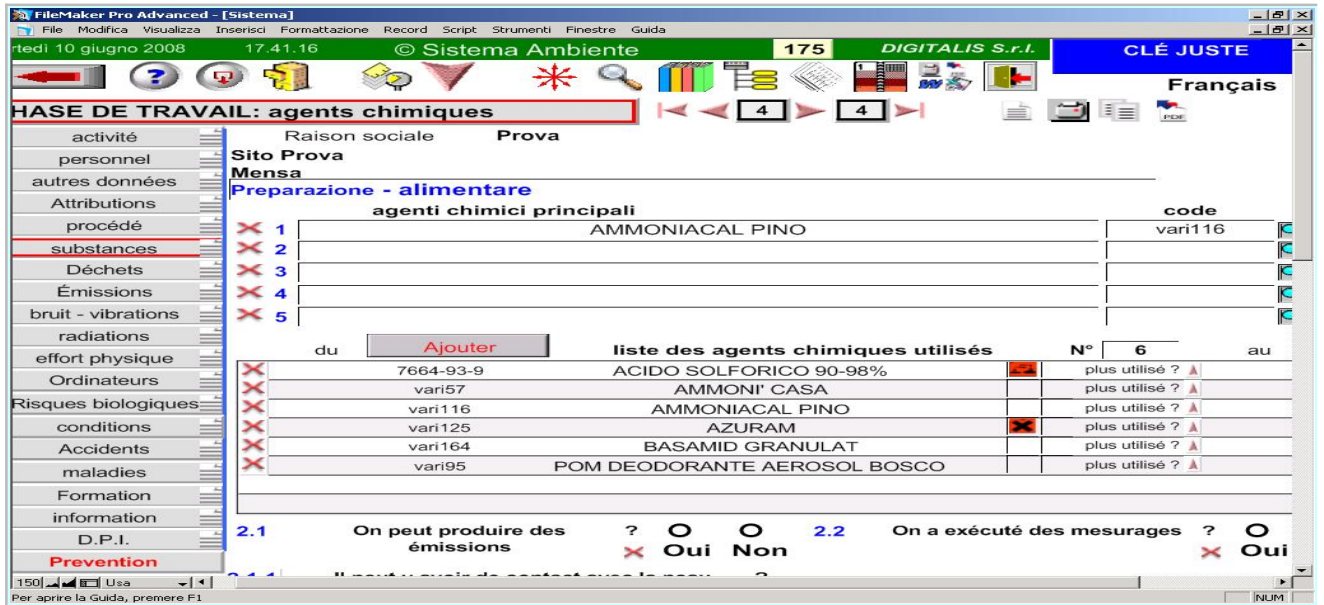 FileMaker Pro Advanced - [Sistema]
File Modifica Visualizza Inserisci Formattazione Record Script Strumenti Finestre Guida
rtedì 10 giugno 2008 17.41.16 © Sistema Ambiente 175 DIGITALIS S.r.l. CLÉ JUSTE
Français
HASE DE TRAVAIL: agents chimiques 4 4 PDF
activité Raison sociale Prova
personnel Sito Prova
Mensa
autres données Preparazione - alimentare
Attributions agenti chimici principali code
procédé 1 AMMONIACAL PINO vari116
substances 2
Déchets 3
Émissions 4
bruit - vibrations 5
radiations
du Ajouter liste des agents chimiques utilisés N° 6 au
effort physique
7664-93-9 ACIDO SOLFORICO 90-98% plus utilisé ?
Ordinateurs vari57 AMMONI' CASA plus utilisé ?
Risques biologiques vari116 AMMONIACAL PINO plus utilisé ?
conditions vari125 AZURAM plus utilisé ?
Accidents vari164 BASAMID GRANULAT plus utilisé ?
maladies vari95 POM DEODORANTE AEROSOL BOSCO plus utilisé ?
Formation
information
2.1 On peut produire des émissions ? Oui Non 2.2 On a exécuté des mesurages ? Oui
D.P.I.
Prevention
150 Usa
Per aprire la Guida, premere F1 NUM